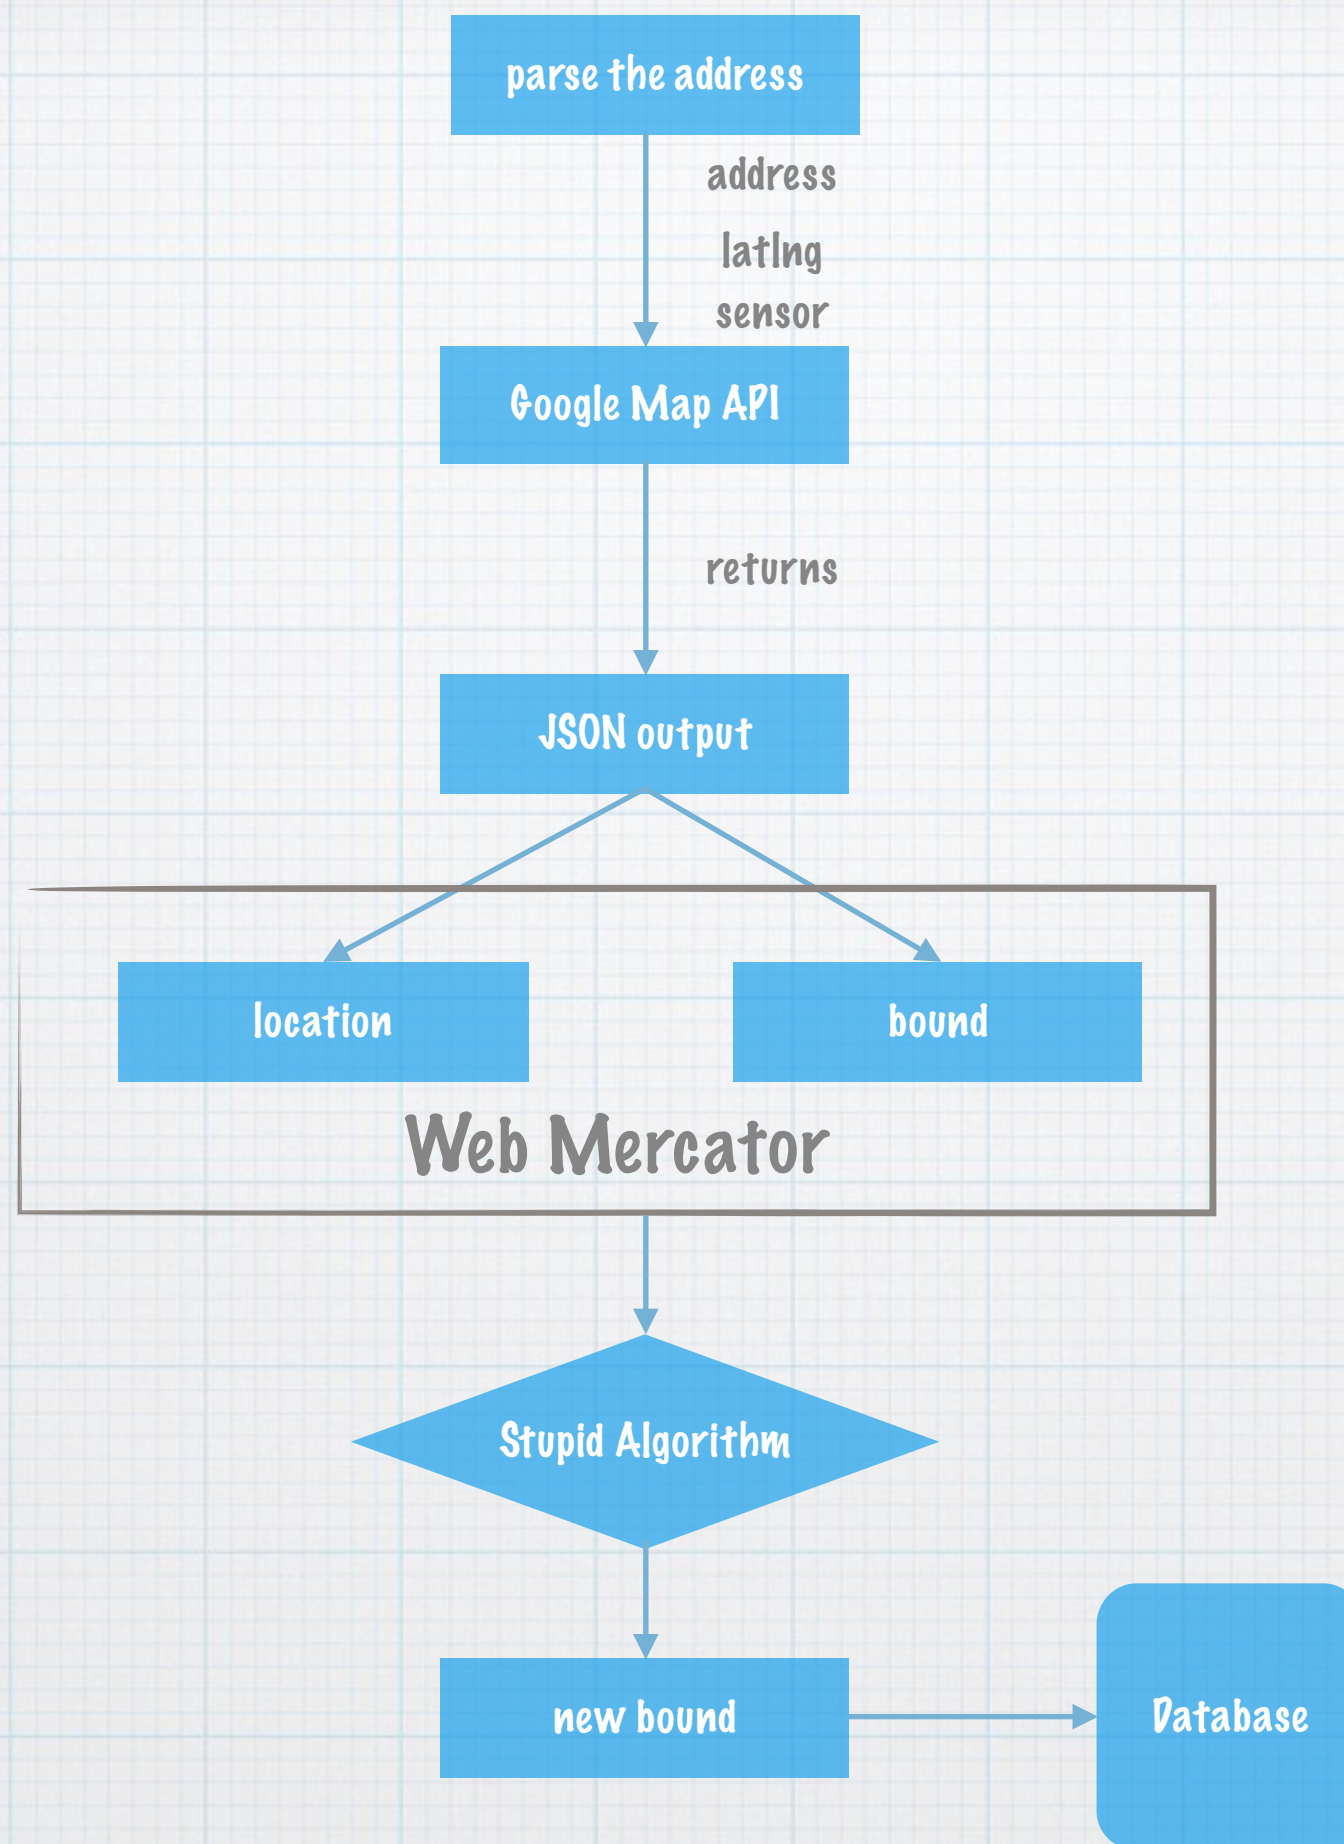 parse the address
address
latlng
sensor
Google Map API
returns
JSON output
location
bound
Web Mercator
Stupid Algorithm
new bound
Database